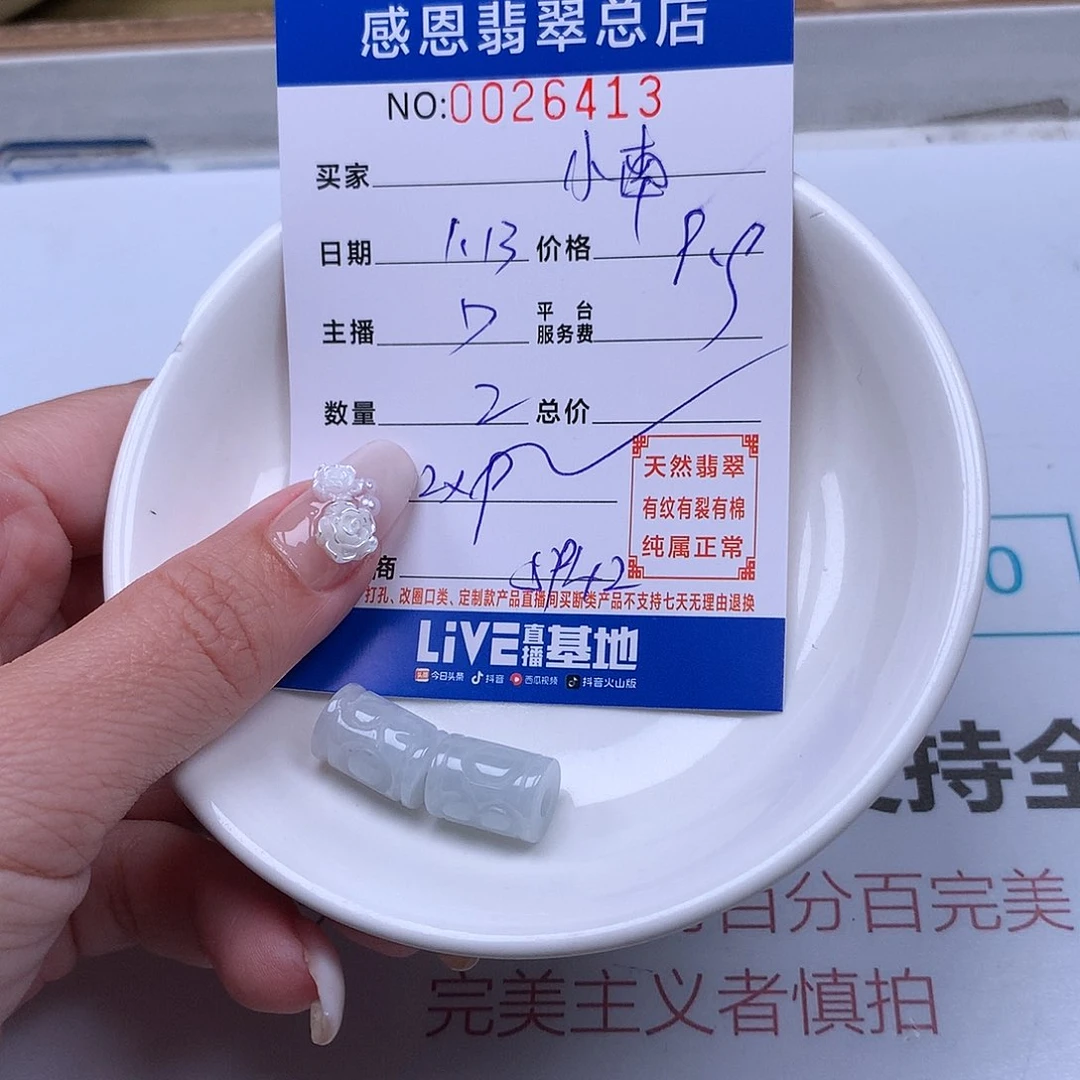 感恩翡翠总店
NO:0026413
买家 小南
日期 1.13 价格
主播 7 平台服务费
数量 2 总价
天然翡翠
有纹有裂有棉
纯属正常
商
打孔、改圈口类、定制款产品直播间买断类产品不支持七天无理由退换
LiVE直播基地
今日头条 抖音 西瓜视频 抖音火山版
0
持全
百分百完美
完美主义者慎拍